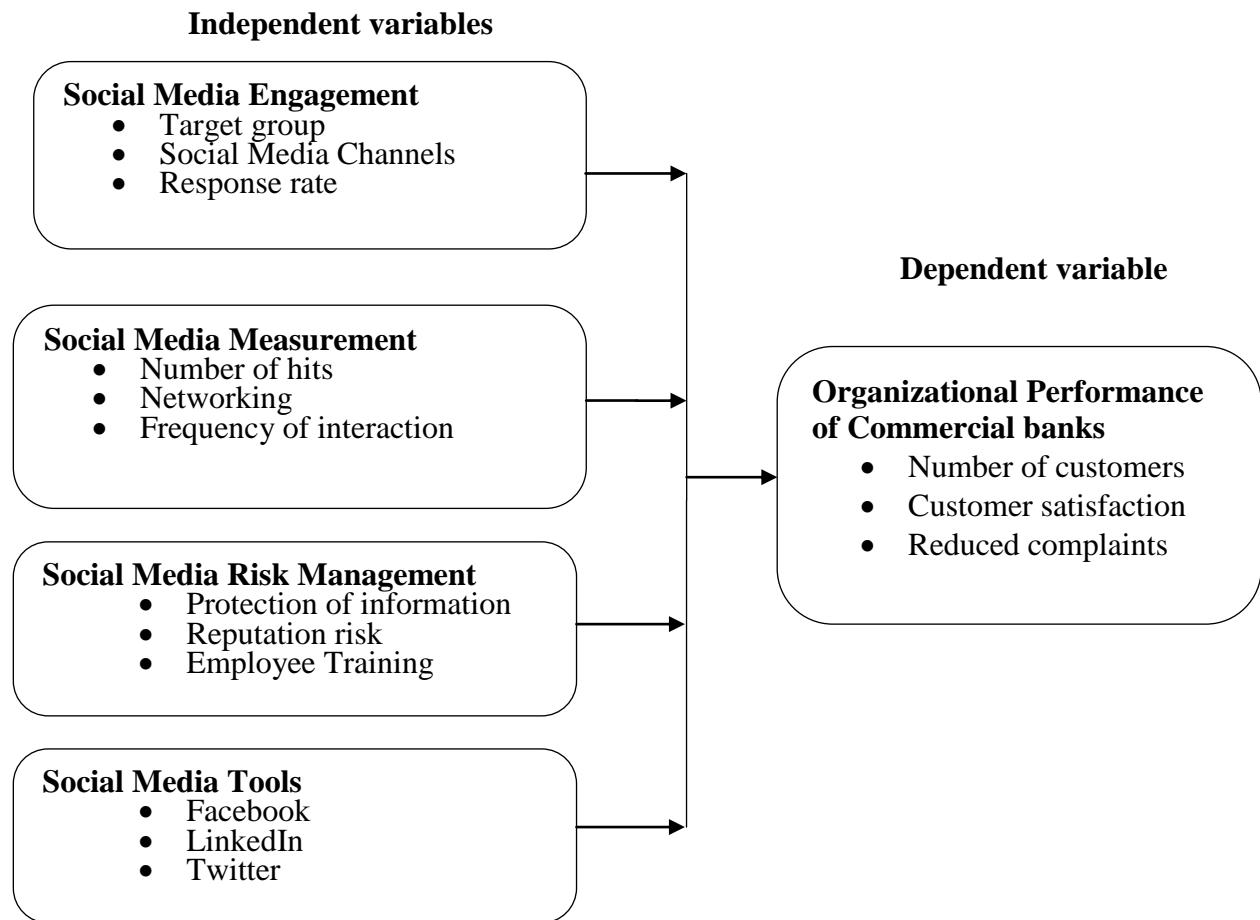 Independent variables
Social Media Engagement
• Target group
• Social Media Channels
• Response rate
Social Media Measurement
• Number of hits
• Networking
• Frequency of interaction
Social Media Risk Management
• Protection of information
• Reputation risk
• Employee Training
Social Media Tools
• Facebook
• LinkedIn
• Twitter
Dependent variable
Organizational Performance
of Commercial banks
• Number of customers
• Customer satisfaction
• Reduced complaints